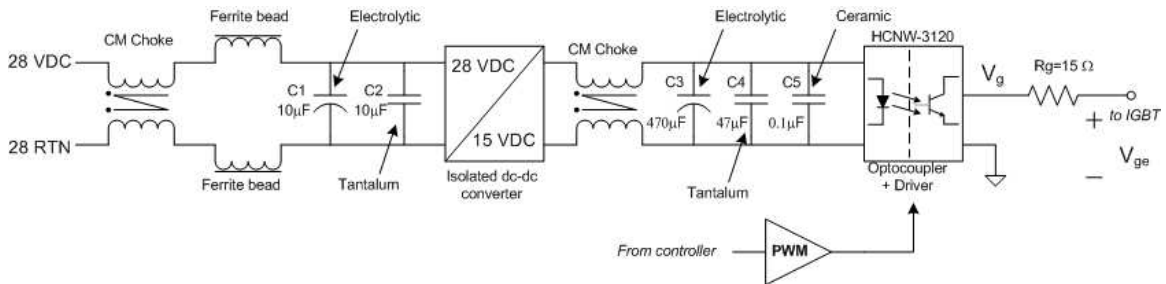 Ferrite bead
Electrolytic
Electrolytic
Ceramic
CM Choke
CM Choke
HCNW-3120
28 VDC
28 VDC
C1
10μF
C2
10μF
C3
470μF
C4
47μF
C5
0.1μF
Vg
Rg=15 Ω
to IGBT
+
Vge
–
28 RTN
15 VDC
Ferrite bead
Tantalum
Isolated dc-dc
converter
Tantalum
Optocoupler
+ Driver
From controller
PWM